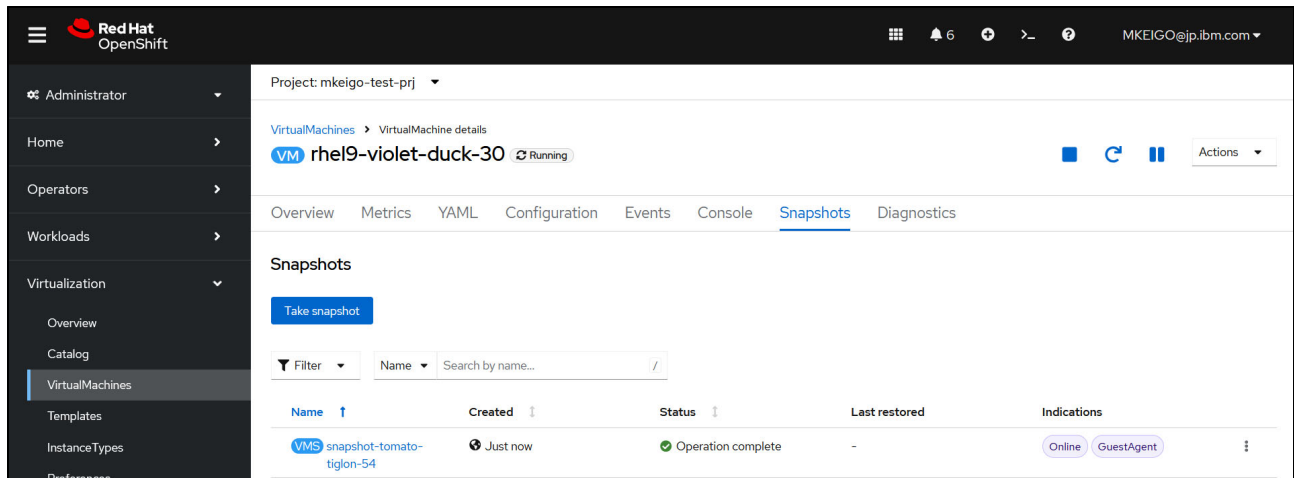 Red Hat
OpenShift
6
MKEIGO@jp.ibm.com
Administrator
Home
Operators
Workloads
Virtualization
Overview
Catalog
VirtualMachines
Templates
InstanceTypes
Preferences
Project: mkeigo-test-prj
VirtualMachines > VirtualMachine details
VM rhel9-violet-duck-30 Running
Actions
Overview Metrics YAML Configuration Events Console Snapshots Diagnostics
Snapshots
Take snapshot
Filter Name Search by name... /
Name Created Status Last restored Indications
VMS snapshot-tomato- Just now Operation complete - Online GuestAgent
tiglon-54